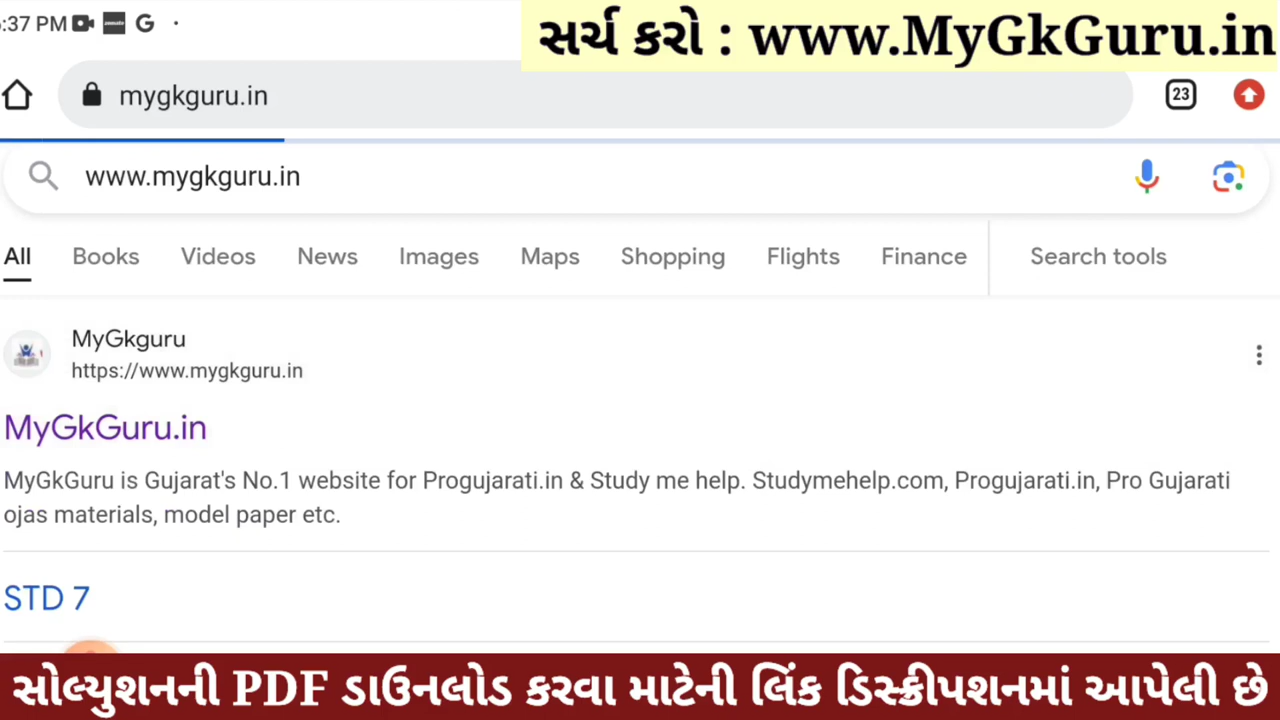 :37 PM
સર્ચ કરો : www.MyGkGuru.in
mygkguru.in
23
www.mygkguru.in
All Books Videos News Images Maps Shopping Flights Finance Search tools
MyGkguru
https://www.mygkguru.in
MyGkGuru.in
MyGkGuru is Gujarat's No.1 website for Progujarati.in & Study me help. Studymehelp.com, Progujarati.in, Pro Gujarati
ojas materials, model paper etc.
STD 7
સોલ્યુશનની PDF ડાઉનલોડ કરવા માટેની લિંક ડિસ્ક્રીપશનમાં આપેલી છે